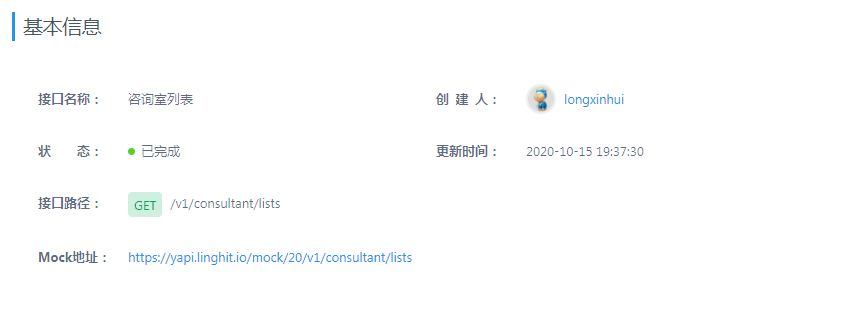 基本信息
接口名称： 咨询室列表 创 建 人： longxinhui
状 态： 已完成 更新时间： 2020-10-15 19:37:30
接口路径： GET /v1/consultant/lists
Mock地址： https://yapi.linghit.io/mock/20/v1/consultant/lists